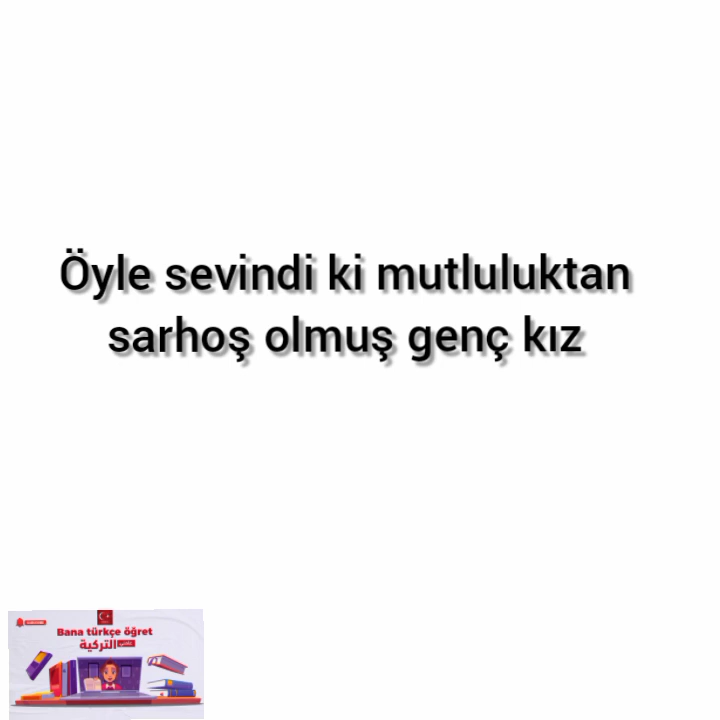 Öyle sevindi ki mutluluktan
sarhoş olmuş genç kız
Bana türkçe öğret
التركية